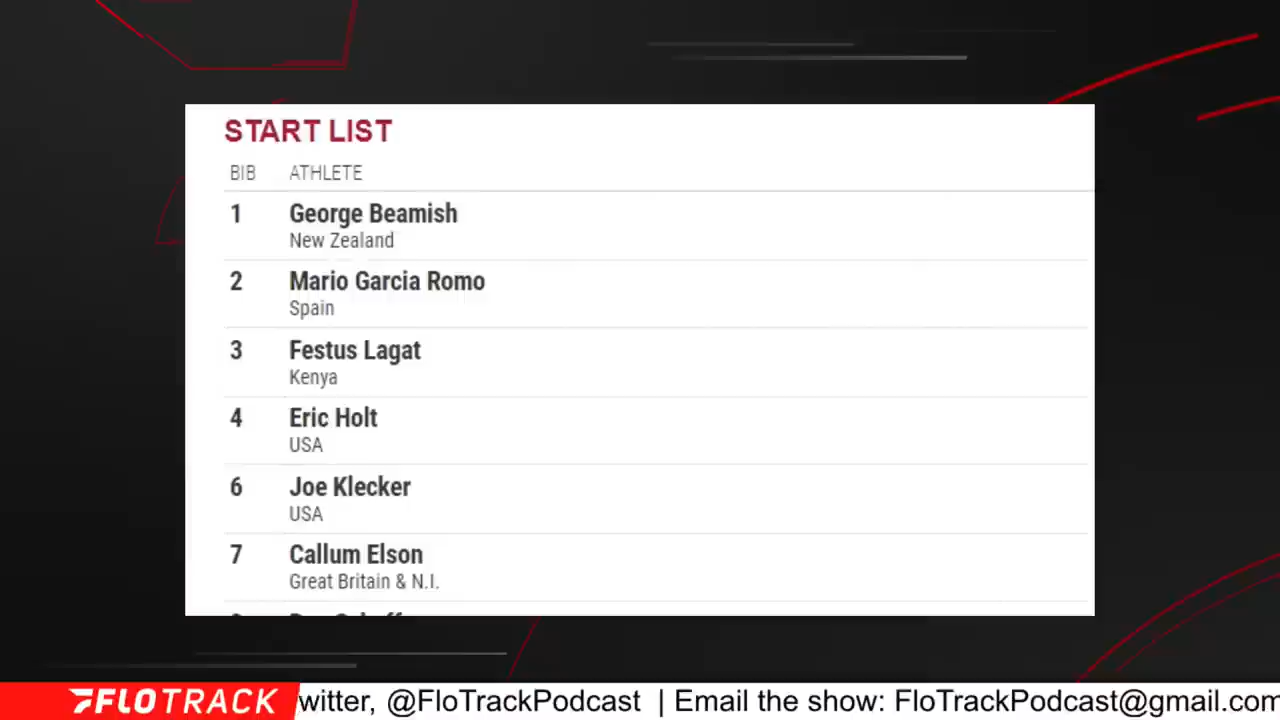 START LIST
BIB ATHLETE
1 George Beamish
New Zealand
2 Mario Garcia Romo
Spain
3 Festus Lagat
Kenya
4 Eric Holt
USA
6 Joe Klecker
USA
7 Callum Elson
Great Britain & N.I.
FLOTRACK witter, @FloTrackPodcast | Email the show: FloTrackPodcast@gmail.com